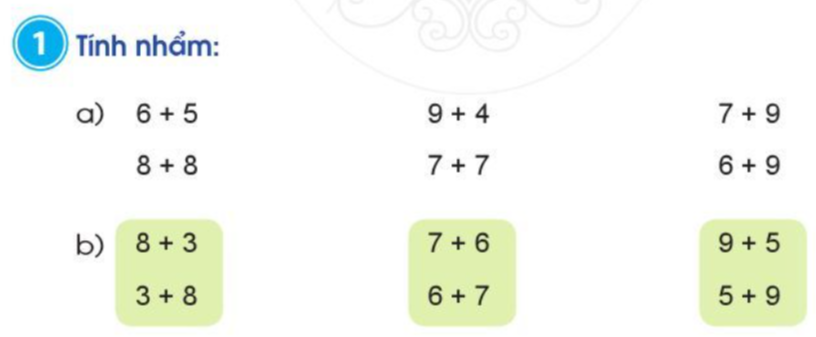 1 Tính nhẩm:
a) 6 + 5 9 + 4 7 + 9
8 + 8 7 + 7 6 + 9
b) 8 + 3 7 + 6 9 + 5
3 + 8 6 + 7 5 + 9